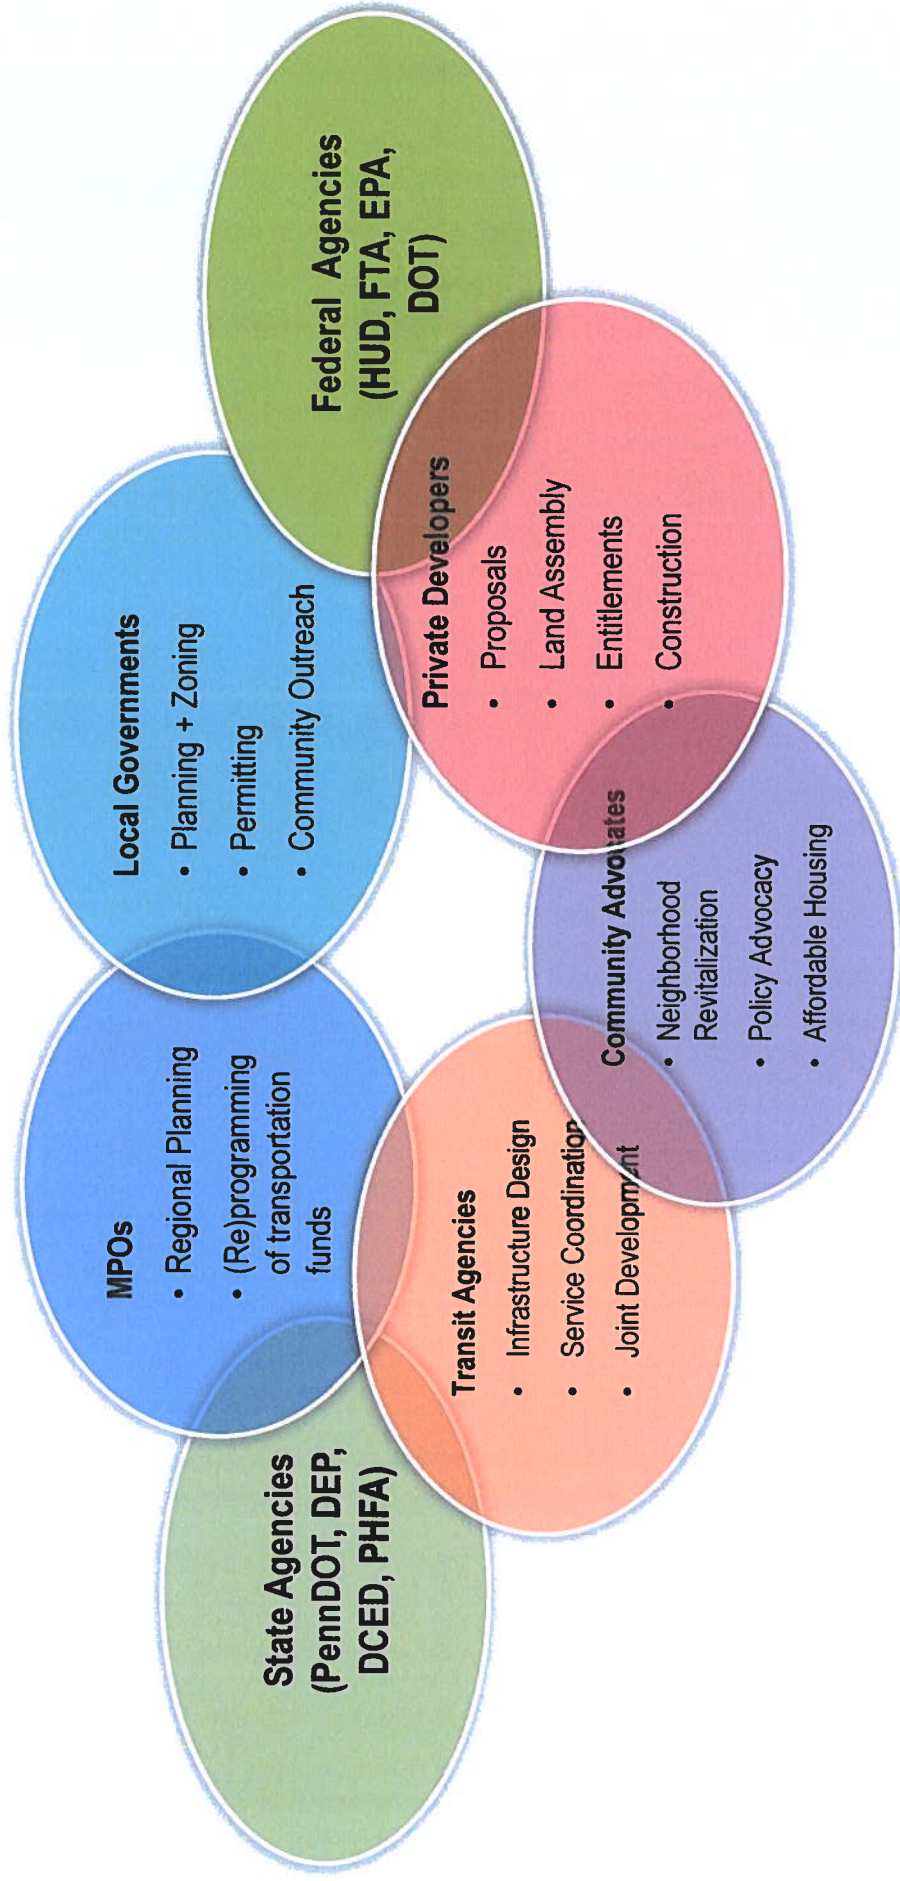 State Agencies
(PennDOT, DEP,
DCED, PHFA)
MPOs
• Regional Planning
• (Re)programming
of transportation
funds
Local Governments
• Planning + Zoning
• Permitting
• Community Outreach
Federal Agencies
(HUD, FTA, EPA,
DOT)
Transit Agencies
• Infrastructure Design
• Service Coordination
• Joint Development
Community Advocates
• Neighborhood
Revitalization
• Policy Advocacy
• Affordable Housing
Private Developers
• Proposals
• Land Assembly
• Entitlements
• Construction